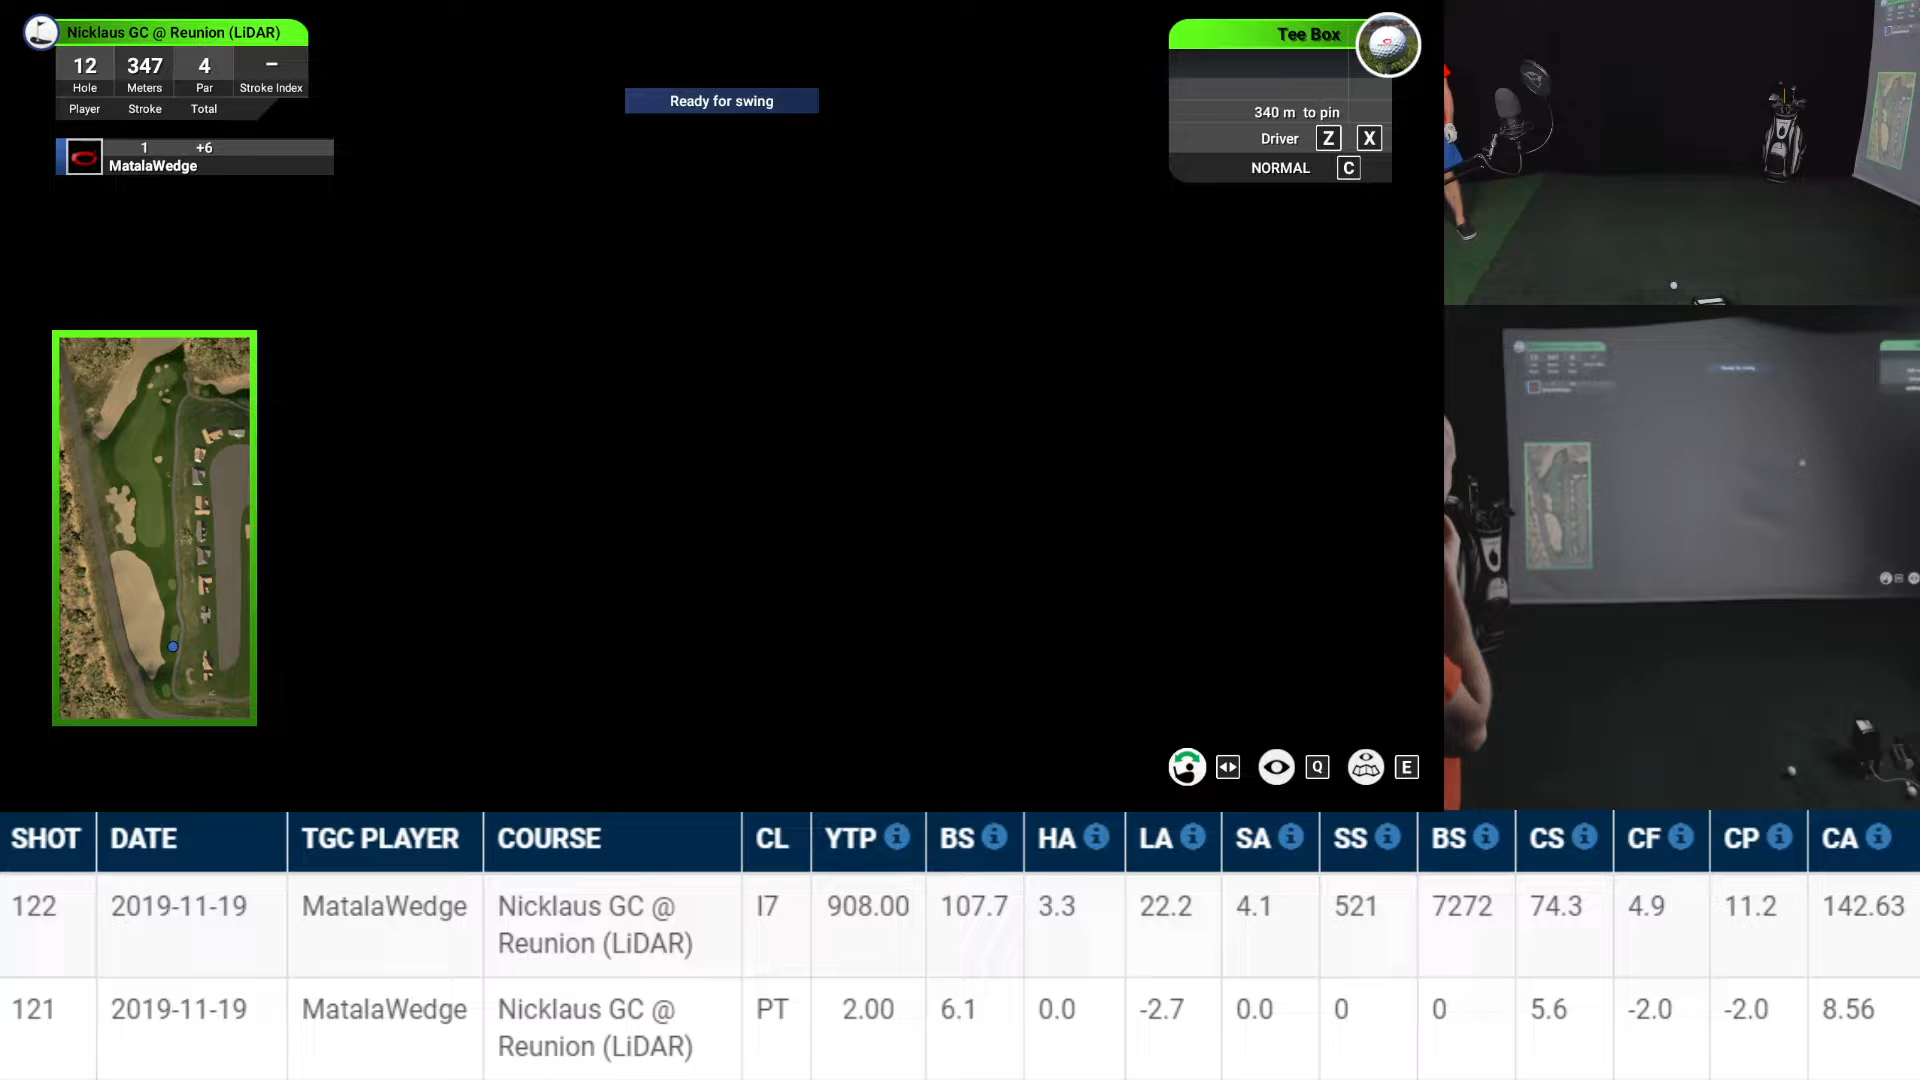 Nicklaus GC @ Reunion (LiDAR)
12 347 4 –
Hole Meters Par Stroke Index
Player Stroke Total
1 +6
MatalaWedge
Ready for swing
Tee Box
340 m to pin
Driver Z X
NORMAL C
Q E
SHOT DATE TGC PLAYER COURSE CL YTP BS HA LA SA SS BS CS CF CP CA
122 2019-11-19 MatalaWedge Nicklaus GC @ I7 908.00 107.7 3.3 22.2 4.1 521 7272 74.3 4.9 11.2 142.63
Reunion (LiDAR)
121 2019-11-19 MatalaWedge Nicklaus GC @ PT 2.00 6.1 0.0 -2.7 0.0 0 0 5.6 -2.0 -2.0 8.56
Reunion (LiDAR)